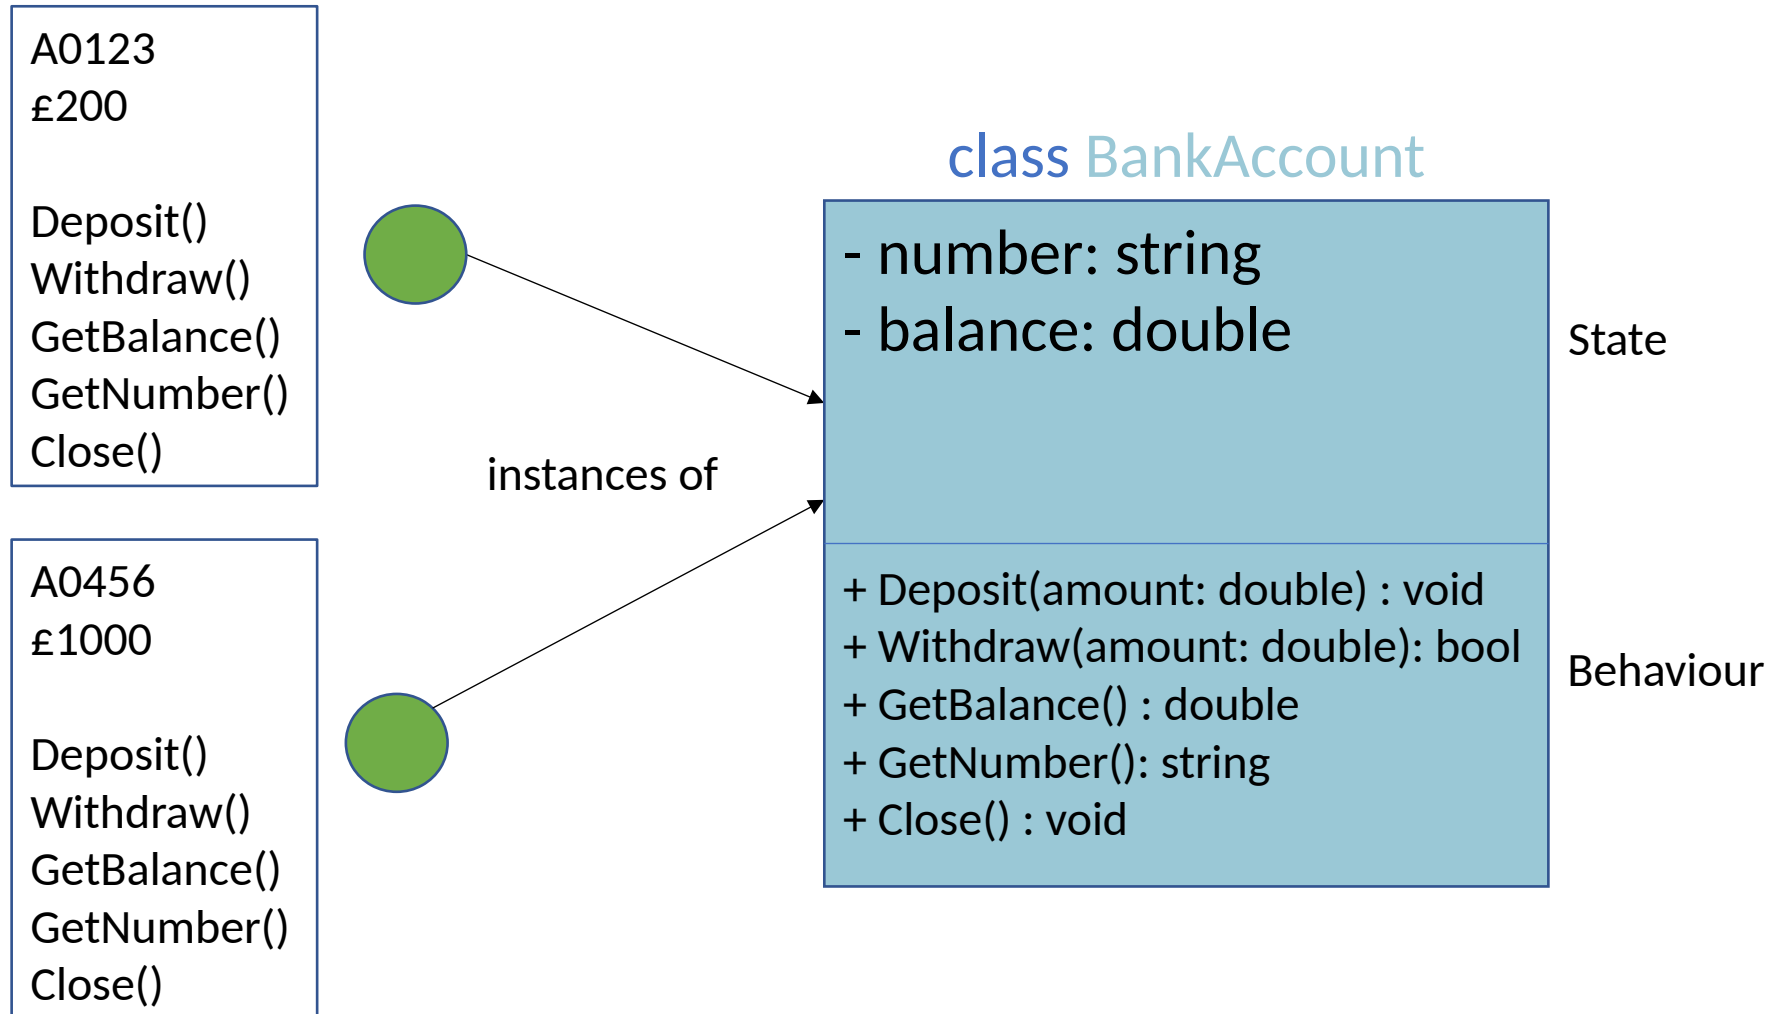 A0123
£200
Deposit()
Withdraw()
GetBalance()
GetNumber()
Close()
A0456
£1000
Deposit()
Withdraw()
GetBalance()
GetNumber()
Close()
instances of
class BankAccount
- number: string
- balance: double
+ Deposit(amount: double) : void
+ Withdraw(amount: double): bool
+ GetBalance() : double
+ GetNumber(): string
+ Close() : void
State
Behaviour